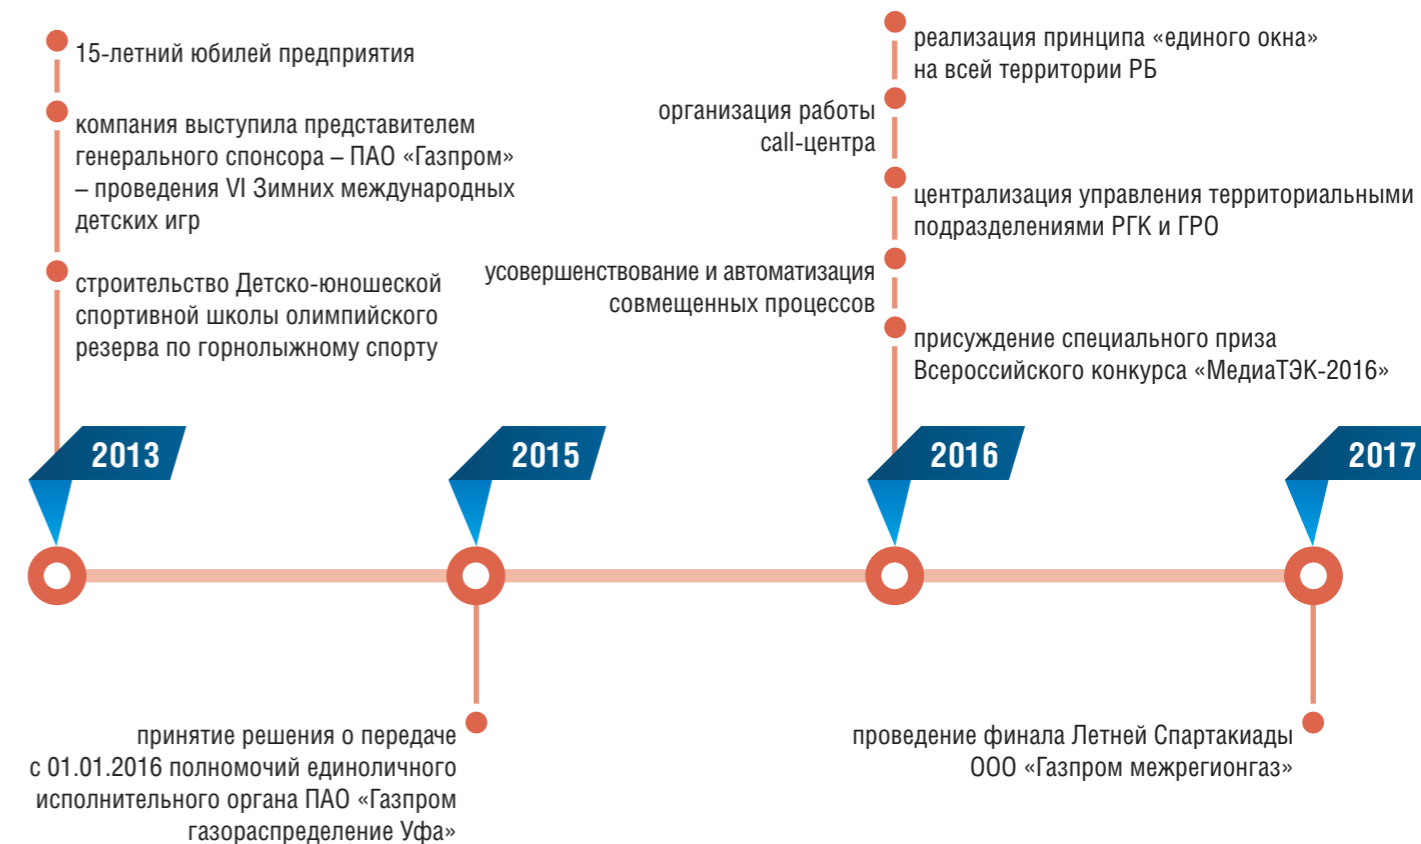 15-летний юбилей предприятия
компания выступила представителем
генерального спонсора – ПАО «Газпром»
– проведения VI Зимних международных
детских игр
строительство Детско-юношеской
спортивной школы олимпийского
резерва по горнолыжному спорту
2013
2015
принятие решения о передаче
с 01.01.2016 полномочий единоличного
исполнительного органа ПАО «Газпром
газораспределение Уфа»
реализация принципа «единого окна»
на всей территории РБ
организация работы
call-центра
централизация управления территориальными
подразделениями РГК и ГРО
усовершенствование и автоматизация
совмещенных процессов
присуждение специального приза
Всероссийского конкурса «МедиаТЭК-2016»
2016
2017
проведение финала Летней Спартакиады
ООО «Газпром межрегионгаз»